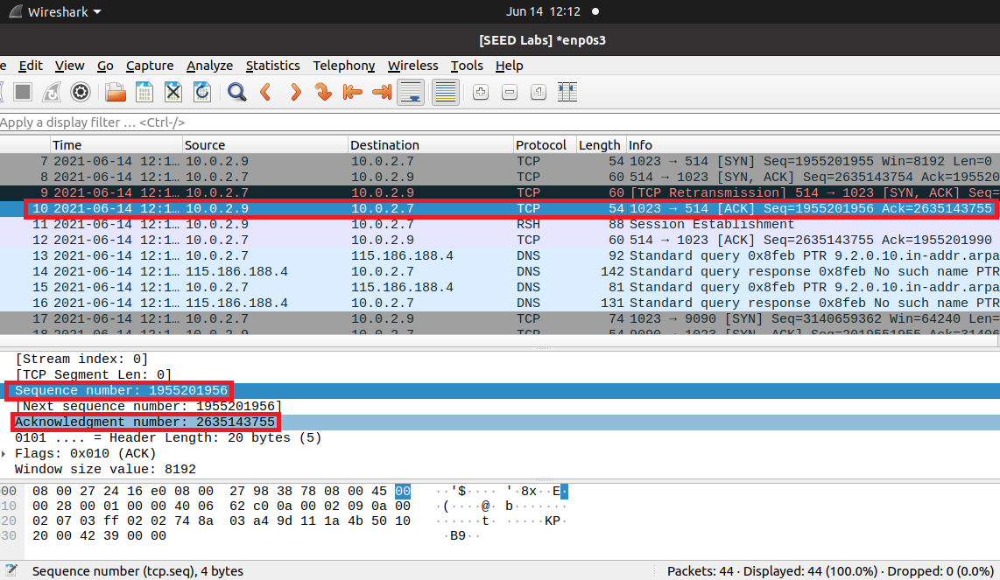 Wireshark Jun 14 12:12
[SEED Labs] *enp0s3
e Edit View Go Capture Analyze Statistics Telephony Wireless Tools Help
Apply a display filter … <Ctrl-/>
Time Source Destination Protocol Length Info
7 2021-06-14 12:1… 10.0.2.9 10.0.2.7 TCP 54 1023 → 514 [SYN] Seq=1955201955 Win=8192 Len=0
8 2021-06-14 12:1… 10.0.2.7 10.0.2.9 TCP 60 514 → 1023 [SYN, ACK] Seq=2635143754 Ack=195520
9 2021-06-14 12:1… 10.0.2.7 10.0.2.9 TCP 60 [TCP Retransmission] 514 → 1023 [SYN, ACK] Seq=
10 2021-06-14 12:1… 10.0.2.9 10.0.2.7 TCP 54 1023 → 514 [ACK] Seq=1955201956 Ack=2635143755
11 2021-06-14 12:1… 10.0.2.9 10.0.2.7 RSH 88 Session Establishment
12 2021-06-14 12:1… 10.0.2.7 10.0.2.9 TCP 60 514 → 1023 [ACK] Seq=2635143755 Ack=1955201990
13 2021-06-14 12:1… 10.0.2.7 115.186.188.4 DNS 92 Standard query 0x8feb PTR 9.2.0.10.in-addr.arpa
14 2021-06-14 12:1… 115.186.188.4 10.0.2.7 DNS 142 Standard query response 0x8feb No such name PTR
15 2021-06-14 12:1… 10.0.2.7 115.186.188.4 DNS 81 Standard query 0x8feb PTR 9.2.0.10.in-addr.arpa
16 2021-06-14 12:1… 115.186.188.4 10.0.2.7 DNS 131 Standard query response 0x8feb No such name PTR
17 2021-06-14 12:1… 10.0.2.7 10.0.2.9 TCP 74 1023 → 9090 [SYN] Seq=3140659362 Win=64240 Len=
18 2021-06-14 12:1… 10.0.2.9 10.0.2.7 TCP 54 9090 → 1023 [SYN, ACK] Seq=2019551955 Ack=31406
[Stream index: 0]
[TCP Segment Len: 0]
Sequence number: 1955201956
[Next sequence number: 1955201956]
Acknowledgment number: 2635143755
0101 .... = Header Length: 20 bytes (5)
Flags: 0x010 (ACK)
Window size value: 8192
00 08 00 27 24 16 e0 08 00 27 98 38 78 08 00 45 00 ··'$···· '·8x··E·
10 00 28 00 01 00 00 40 06 62 c0 0a 00 02 09 0a 00 ·(····@· b·······
20 02 07 03 ff 02 02 74 8a 03 a4 9d 11 1a 4b 50 10 ······t· ·····KP·
30 20 00 42 39 00 00 ·B9··
Sequence number (tcp.seq), 4 bytes Packets: 44 · Displayed: 44 (100.0%) · Dropped: 0 (0.0%)